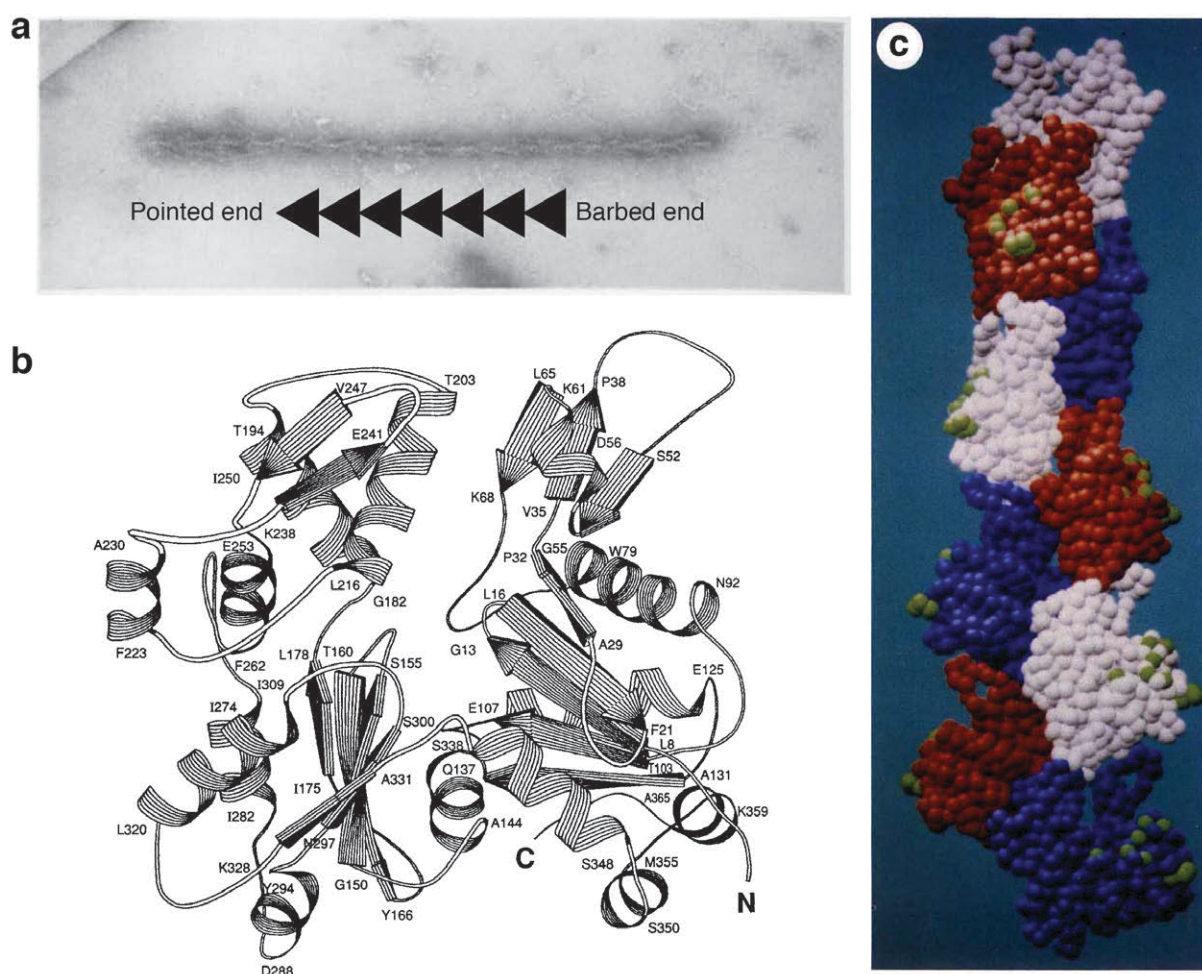 a
Pointed end
Barbed end
b
V247
T203
L65
K61
P38
T194
E241
D56
S52
I250
K68
V35
K238
A230
E253
P32
G55
W79
N92
L216
G182
L16
F223
A29
F262
L178
T160
S155
G13
E125
I309
I274
S300
E107
F21
S338
L8
Q137
T103
A131
I175
A331
A365
K359
I282
L320
A144
C
N297
S348
M355
K328
G150
N
Y294
Y166
S350
D288
c